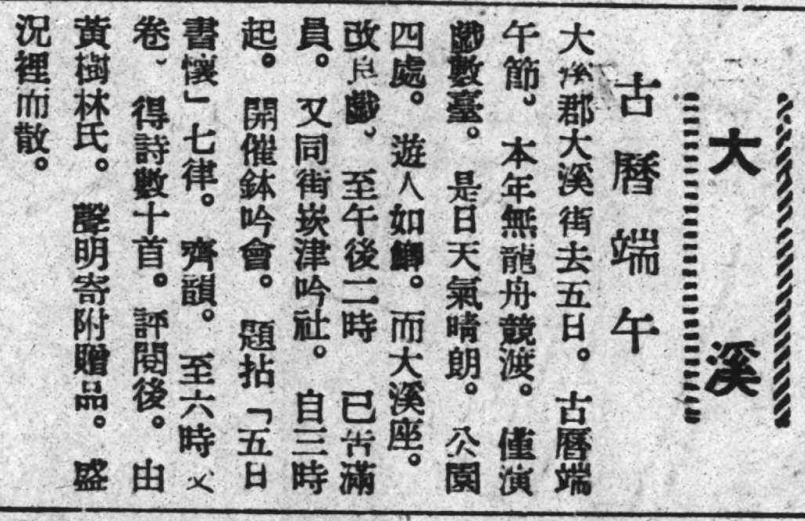 大溪
古曆端午
大溪郡大溪街去五日。古曆端
午節。本年無龍舟競渡。僅演
戲數臺。是日天氣晴朗。公園
四處。遊人如鯽。而大溪座。
改良戲。至午後二時 已告滿
員。又同街崁津吟社。自三時
起。開催鉢吟會。題拈「五日
書懷」七律。齊韻。至六時交
卷、得詩數十首。評閱後。由
黃樹林氏。聲明寄附贈品。盛
況裡而散。